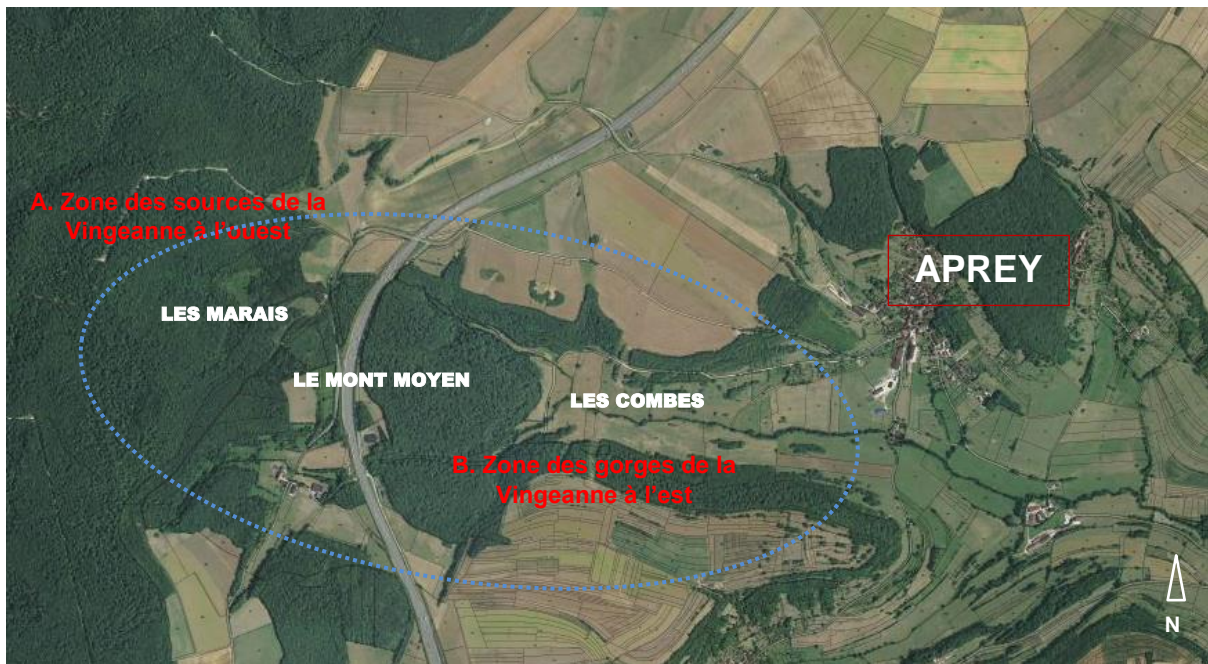 A. Zone des sources de la
Vingeanne à l'ouest
APREY
LES MARAIS
LE MONT MOYEN
LES COMBES
B. Zone des gorges de la
Vingeanne à l'est
N